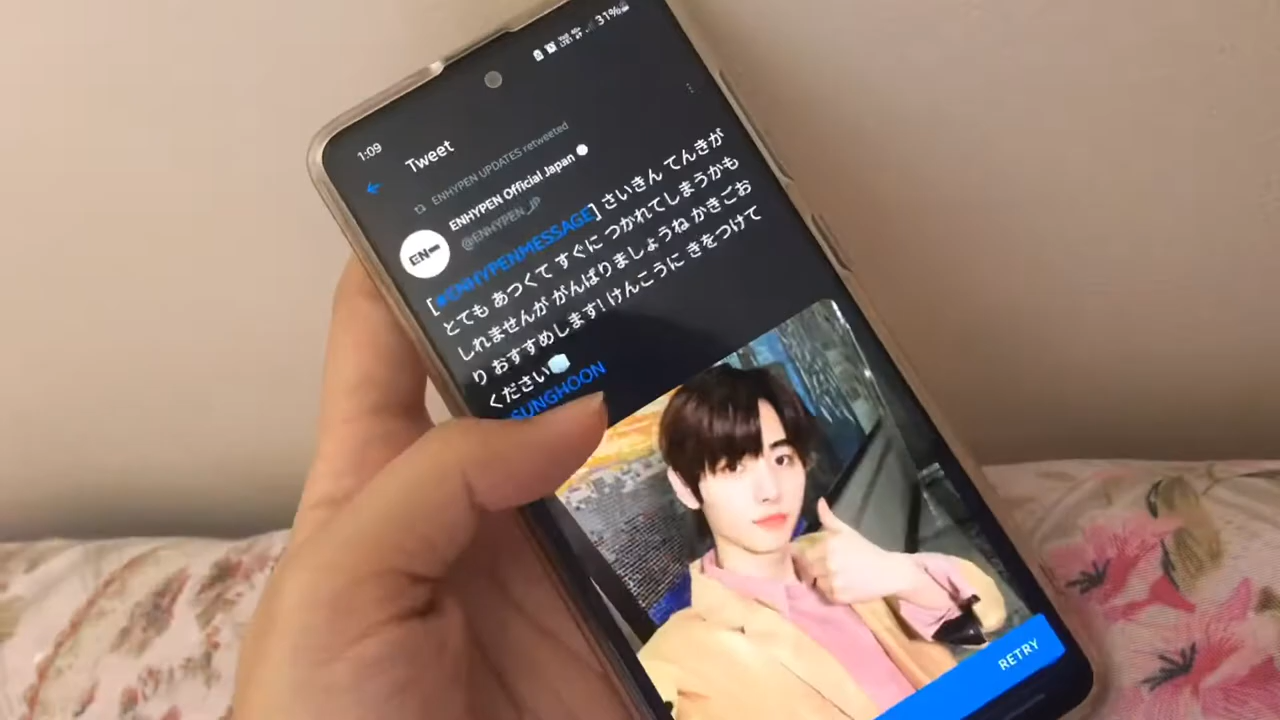 31%
1:09
Tweet
ENHYPEN UPDATES retweeted
ENHYPEN Official Japan
@ENHYPEN_JP
EN-
[#ENHYPENMESSAGE] さいきん てんきが
とても あつくて すぐに つかれてしまうかも
しれませんが がんばりましょうね かきごお
り おすすめします! けんこうに きをつけて
ください
SUNGHOON
RETRY